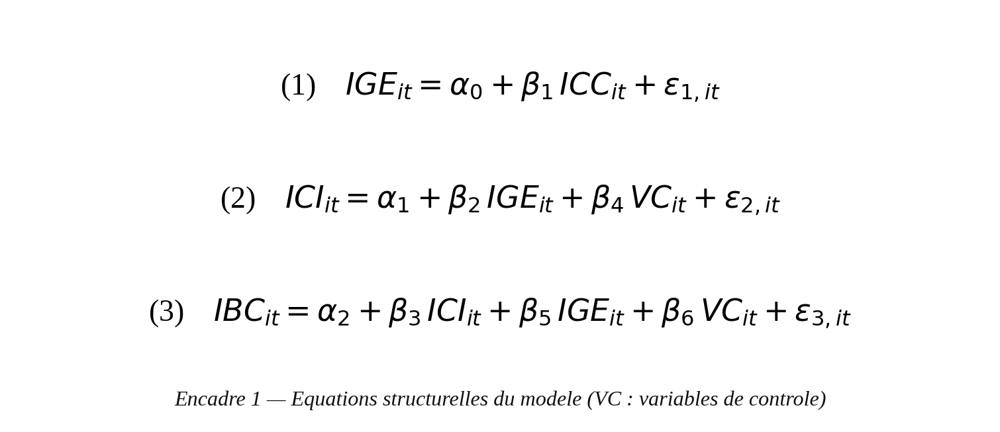 (1) IGE_it = α_0 + β_1 ICC_it + ε_1, it
(2) ICI_it = α_1 + β_2 IGE_it + β_4 VC_it + ε_2, it
(3) IBC_it = α_2 + β_3 ICI_it + β_5 IGE_it + β_6 VC_it + ε_3, it
Encadre 1 — Equations structurelles du modele (VC : variables de controle)